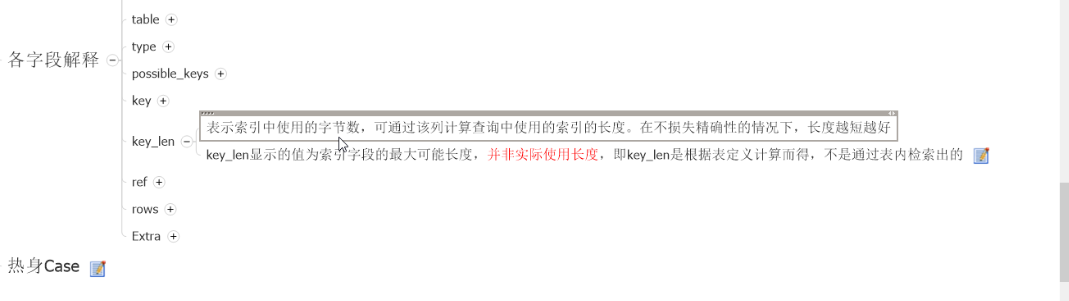 table
各字段解释
type
possible_keys
key
表示索引中使用的字节数，可通过该列计算查询中使用的索引的长度。在不损失精确性的情况下，长度越短越好
key_len
key_len显示的值为索引字段的最大可能长度，并非实际使用长度，即key_len是根据表定义计算而得，不是通过表内检索出的
ref
rows
Extra
热身Case